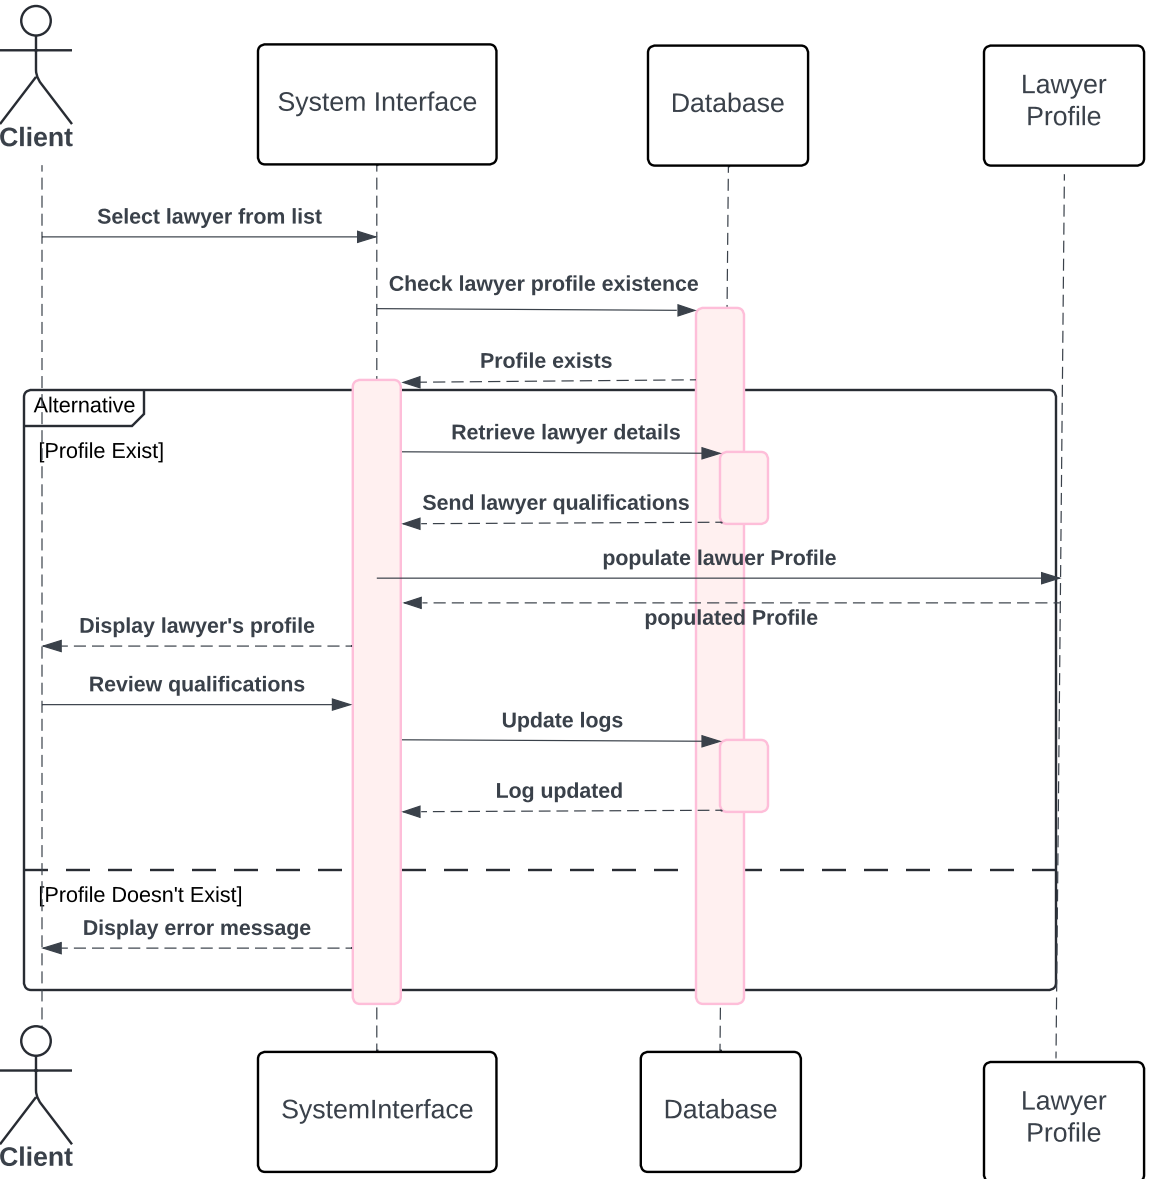 Client
System Interface
Database
Lawyer
Profile
Select lawyer from list
Check lawyer profile existence
Profile exists
Alternative
[Profile Exist]
Retrieve lawyer details
Send lawyer qualifications
populate lawuer Profile
populated Profile
Display lawyer's profile
Review qualifications
Update logs
Log updated
[Profile Doesn't Exist]
Display error message
Client
SystemInterface
Database
Lawyer
Profile